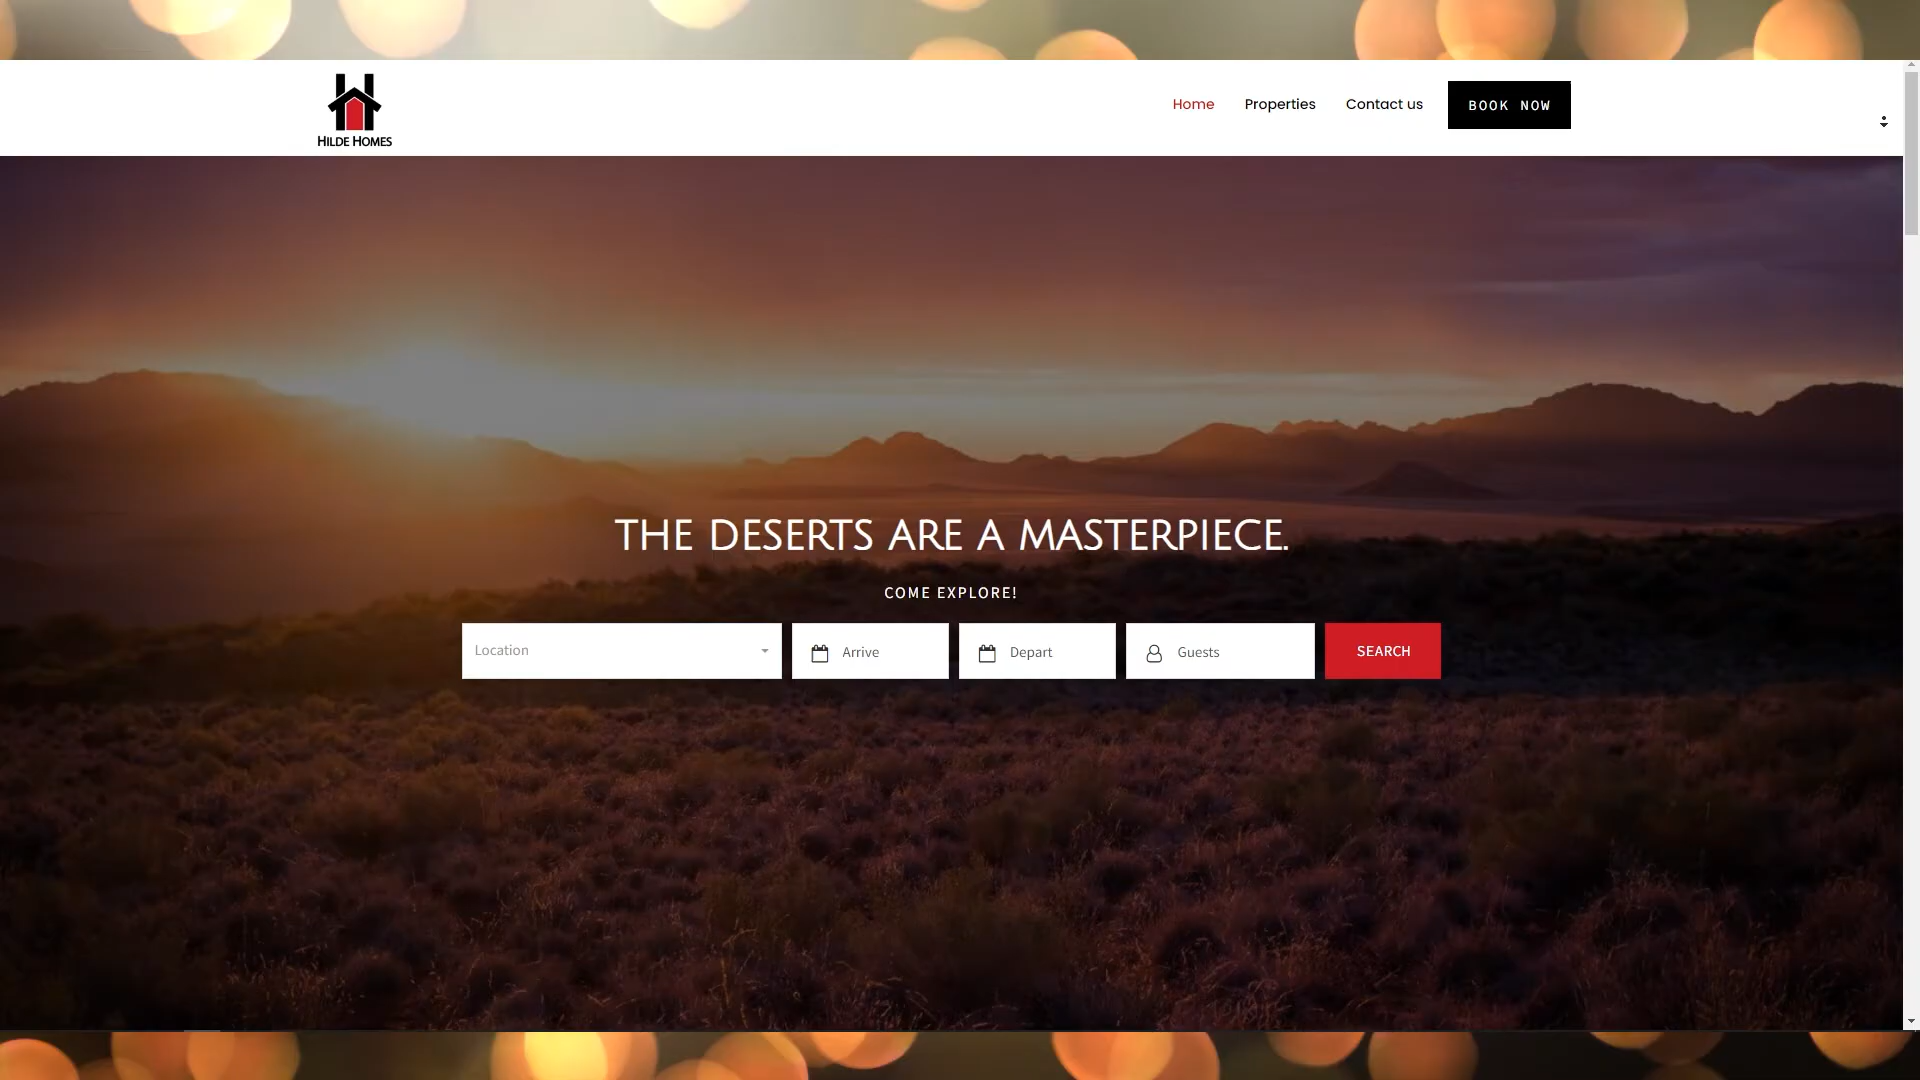 HILDE HOMES
Home
Properties
Contact us
BOOK NOW
THE DESERTS ARE A MASTERPIECE.
COME EXPLORE!
Location
Arrive
Depart
Guests
SEARCH